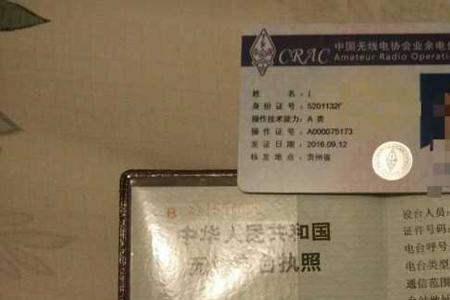 CRAC 中国无线电协会业余电
Amateur Radio Operati
姓 名：
身份证号：5201132
操作技术能力：A 类
操作证号：A000075173
发证日期：2016.09.12
核发地点：贵州省
中华人民共和国
无 台执照
设台人员
证件号码
电台呼号
电台类型
通信范围